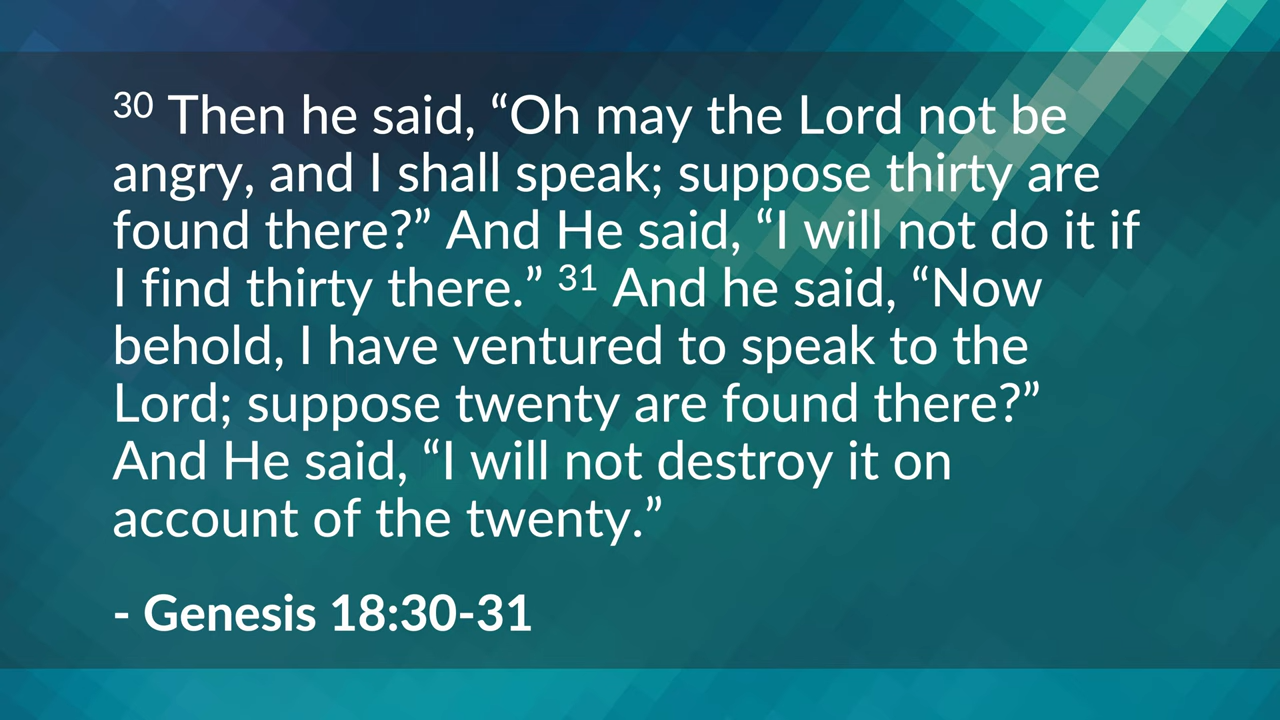 30 Then he said, “Oh may the Lord not be
angry, and I shall speak; suppose thirty are
found there?” And He said, “I will not do it if
I find thirty there.” 31 And he said, “Now
behold, I have ventured to speak to the
Lord; suppose twenty are found there?”
And He said, “I will not destroy it on
account of the twenty.”
- Genesis 18:30-31